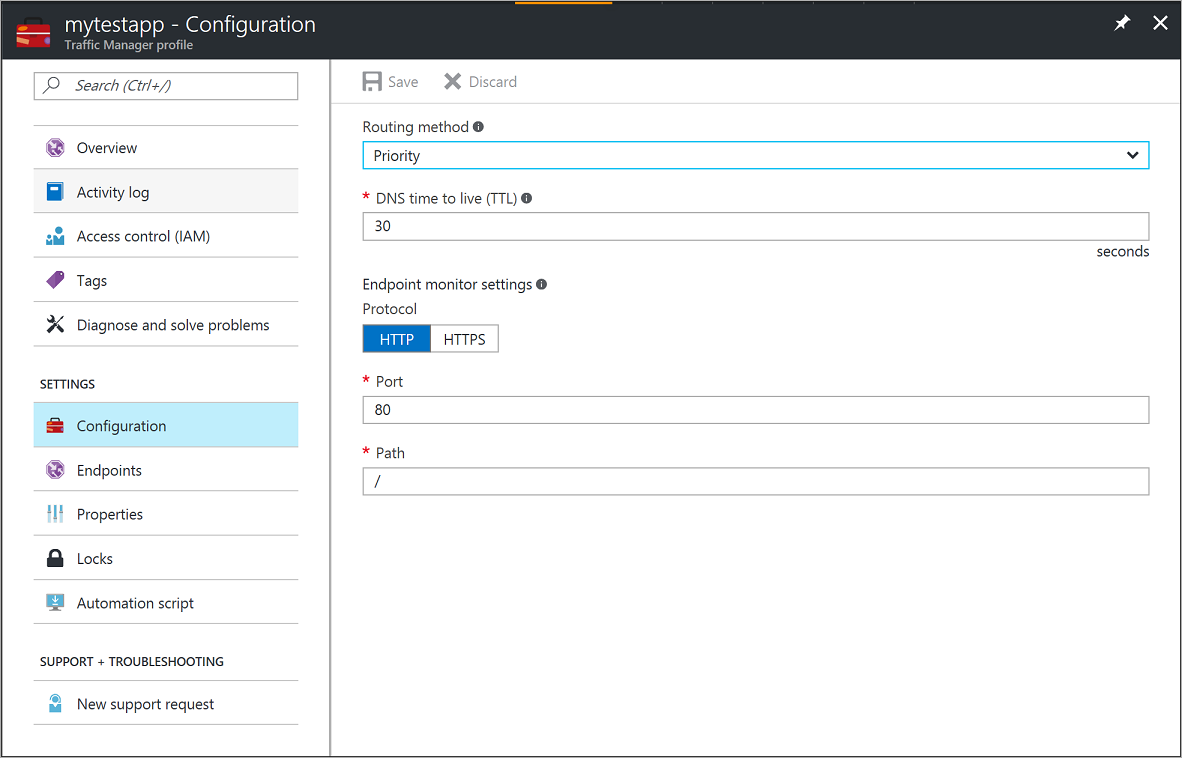 mytestapp - Configuration
Traffic Manager profile
Search (Ctrl+/)
Overview
Activity log
Access control (IAM)
Tags
Diagnose and solve problems
SETTINGS
Configuration
Endpoints
Properties
Locks
Automation script
SUPPORT + TROUBLESHOOTING
New support request
Save Discard
Routing method
Priority
* DNS time to live (TTL)
30
seconds
Endpoint monitor settings
Protocol
HTTP HTTPS
* Port
80
* Path
/